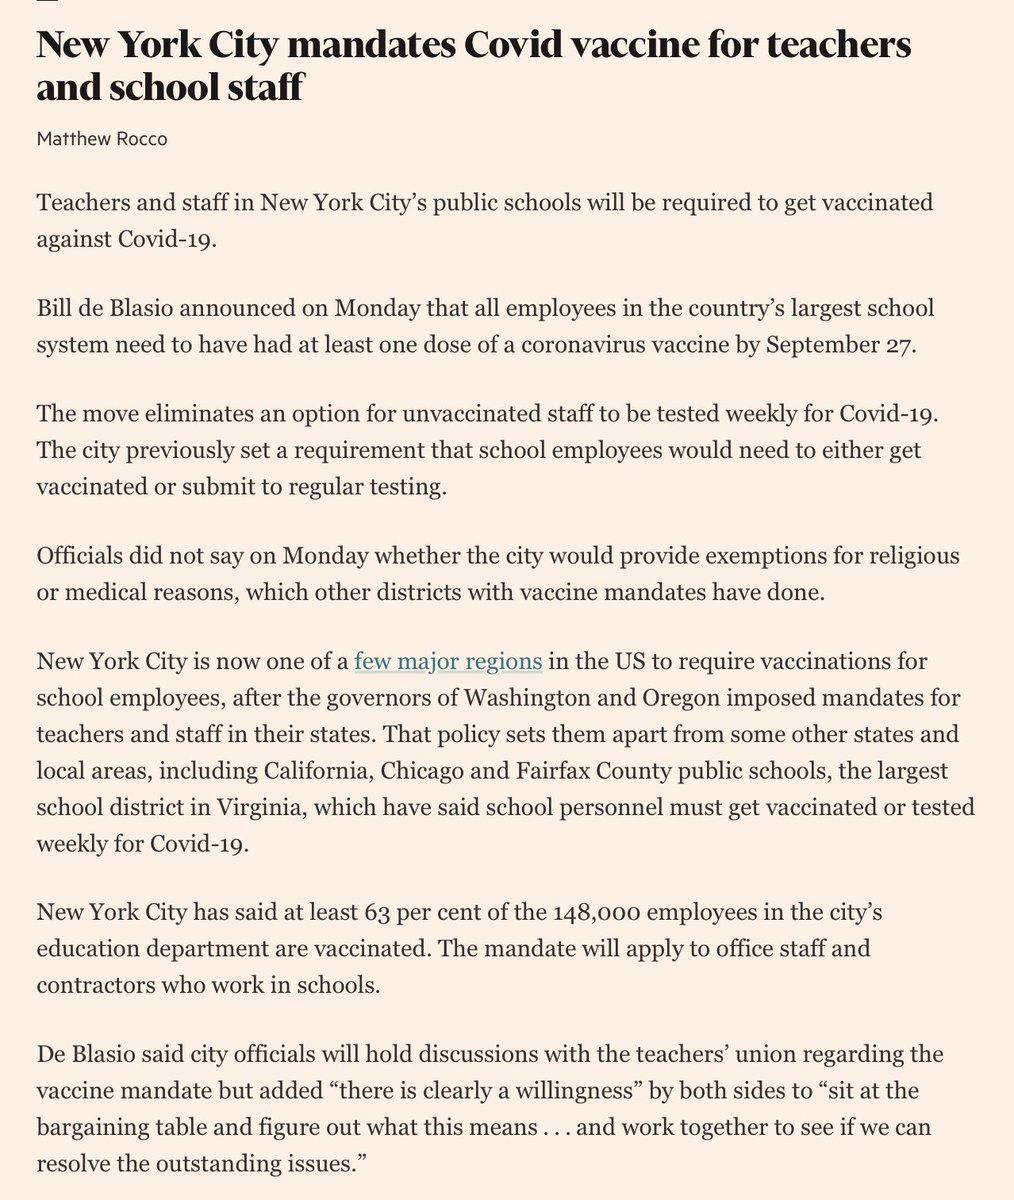 New York City mandates Covid vaccine for teachers
and school staff
Matthew Rocco
Teachers and staff in New York City’s public schools will be required to get vaccinated
against Covid-19.
Bill de Blasio announced on Monday that all employees in the country’s largest school
system need to have had at least one dose of a coronavirus vaccine by September 27.
The move eliminates an option for unvaccinated staff to be tested weekly for Covid-19.
The city previously set a requirement that school employees would need to either get
vaccinated or submit to regular testing.
Officials did not say on Monday whether the city would provide exemptions for religious
or medical reasons, which other districts with vaccine mandates have done.
New York City is now one of a few major regions in the US to require vaccinations for
school employees, after the governors of Washington and Oregon imposed mandates for
teachers and staff in their states. That policy sets them apart from some other states and
local areas, including California, Chicago and Fairfax County public schools, the largest
school district in Virginia, which have said school personnel must get vaccinated or tested
weekly for Covid-19.
New York City has said at least 63 per cent of the 148,000 employees in the city’s
education department are vaccinated. The mandate will apply to office staff and
contractors who work in schools.
De Blasio said city officials will hold discussions with the teachers’ union regarding the
vaccine mandate but added “there is clearly a willingness” by both sides to “sit at the
bargaining table and figure out what this means . . . and work together to see if we can
resolve the outstanding issues.”